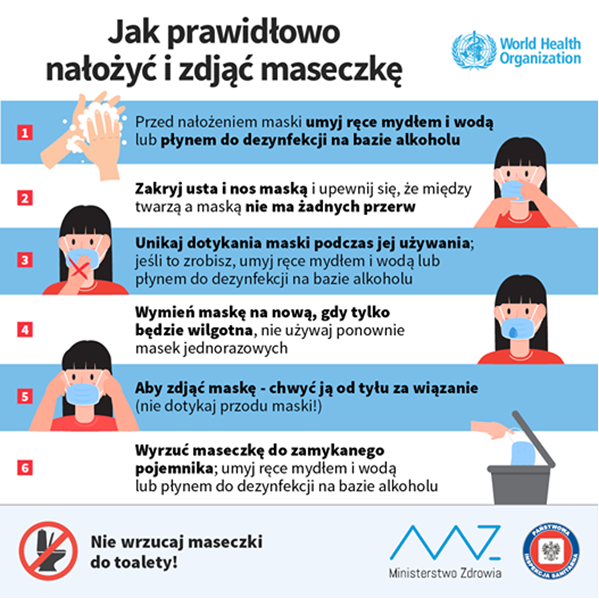 Jak prawidłowo
nałożyć i zdjąć maseczkę
World Health
Organization
1
Przed nałożeniem maski umyj ręce mydłem i wodą
lub płynem do dezynfekcji na bazie alkoholu
2
Zakryj usta i nos maską i upewnij się, że między
twarzą a maską nie ma żadnych przerw
3
Unikaj dotykania maski podczas jej używania;
jeśli to zrobisz, umyj ręce mydłem i wodą lub
płynem do dezynfekcji na bazie alkoholu
4
Wymień maskę na nową, gdy tylko
będzie wilgotna, nie używaj ponownie
masek jednorazowych
5
Aby zdjąć maskę - chwyć ją od tyłu za wiązanie
(nie dotykaj przodu maski!)
6
Wyrzuć maseczkę do zamykanego
pojemnika; umyj ręce mydłem i wodą
lub płynem do dezynfekcji na bazie alkoholu
Nie wrzucaj maseczki
do toalety!
Ministerstwo Zdrowia
PAŃSTWOWA
INSPEKCJA SANITARNA